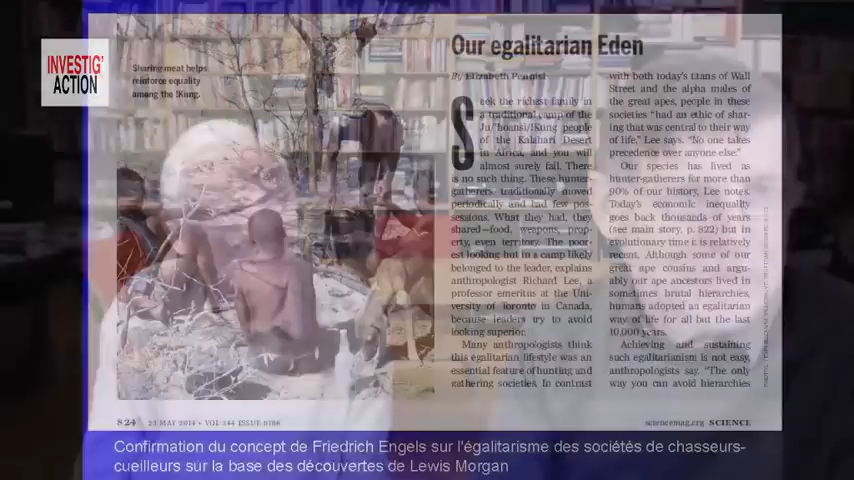 INVESTIG'
ACTION
Sharing meat helps
reinforce equality
among the !Kung.
Our egalitarian Eden
By Elizabeth Pennisi
Seek the richest family in
a traditional camp of the
Ju/'hoansi/!Kung people
of the Kalahari Desert
in Africa, and you will
almost surely fail. There
is no such thing. These hunter-
gatherers traditionally moved
periodically and had few pos-
sessions. What they had, they
shared—food, weapons, prop-
erty, even territory. The poor-
est looking hut in a camp likely
belonged to the leader, explains
anthropologist Richard Lee, a
professor emeritus at the Uni-
versity of Toronto in Canada,
because leaders try to avoid
looking superior.
Many anthropologists think
this egalitarian lifestyle was an
essential feature of hunting and
gathering societies. In contrast
with both today's titans of Wall
Street and the alpha males of
the great apes, people in these
societies "had an ethic of shar-
ing that was central to their way
of life," Lee says. "No one takes
precedence over anyone else."
Our species has lived as
hunter-gatherers for more than
90% of our history, Lee notes.
Today's economic inequality
goes back thousands of years
(see main story, p. 822) but in
evolutionary time it is relatively
recent. Although some of our
great ape cousins and argu-
ably our ape ancestors lived in
sometimes brutal hierarchies,
humans adopted an egalitarian
way of life for all but the last
10,000 years.
Achieving and sustaining
such egalitarianism is not easy,
anthropologists say. "The only
way you can avoid hierarchies
824 23 MAY 2014 • VOL 344 ISSUE 6186
sciencemag.org SCIENCE
Confirmation du concept de Friedrich Engels sur l'égalitarisme des sociétés de chasseurs-
cueilleurs sur la base des découvertes de Lewis Morgan